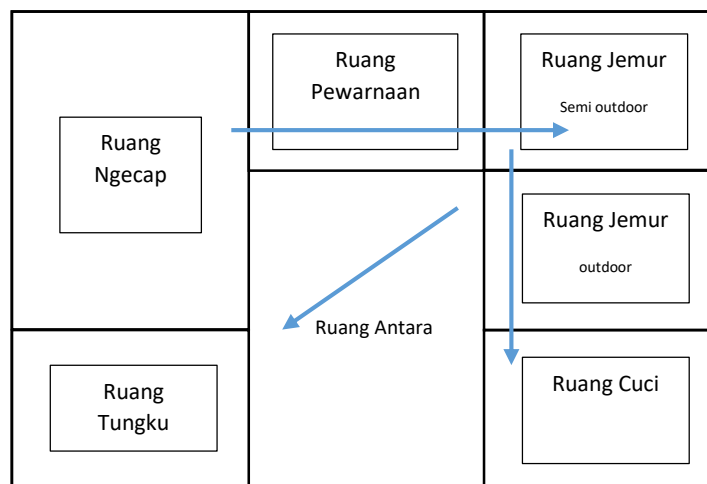 Ruang
Ngecap
Ruang
Pewarnaan
Ruang Jemur
Semi outdoor
Ruang Jemur
outdoor
Ruang Antara
Ruang
Tungku
Ruang Cuci